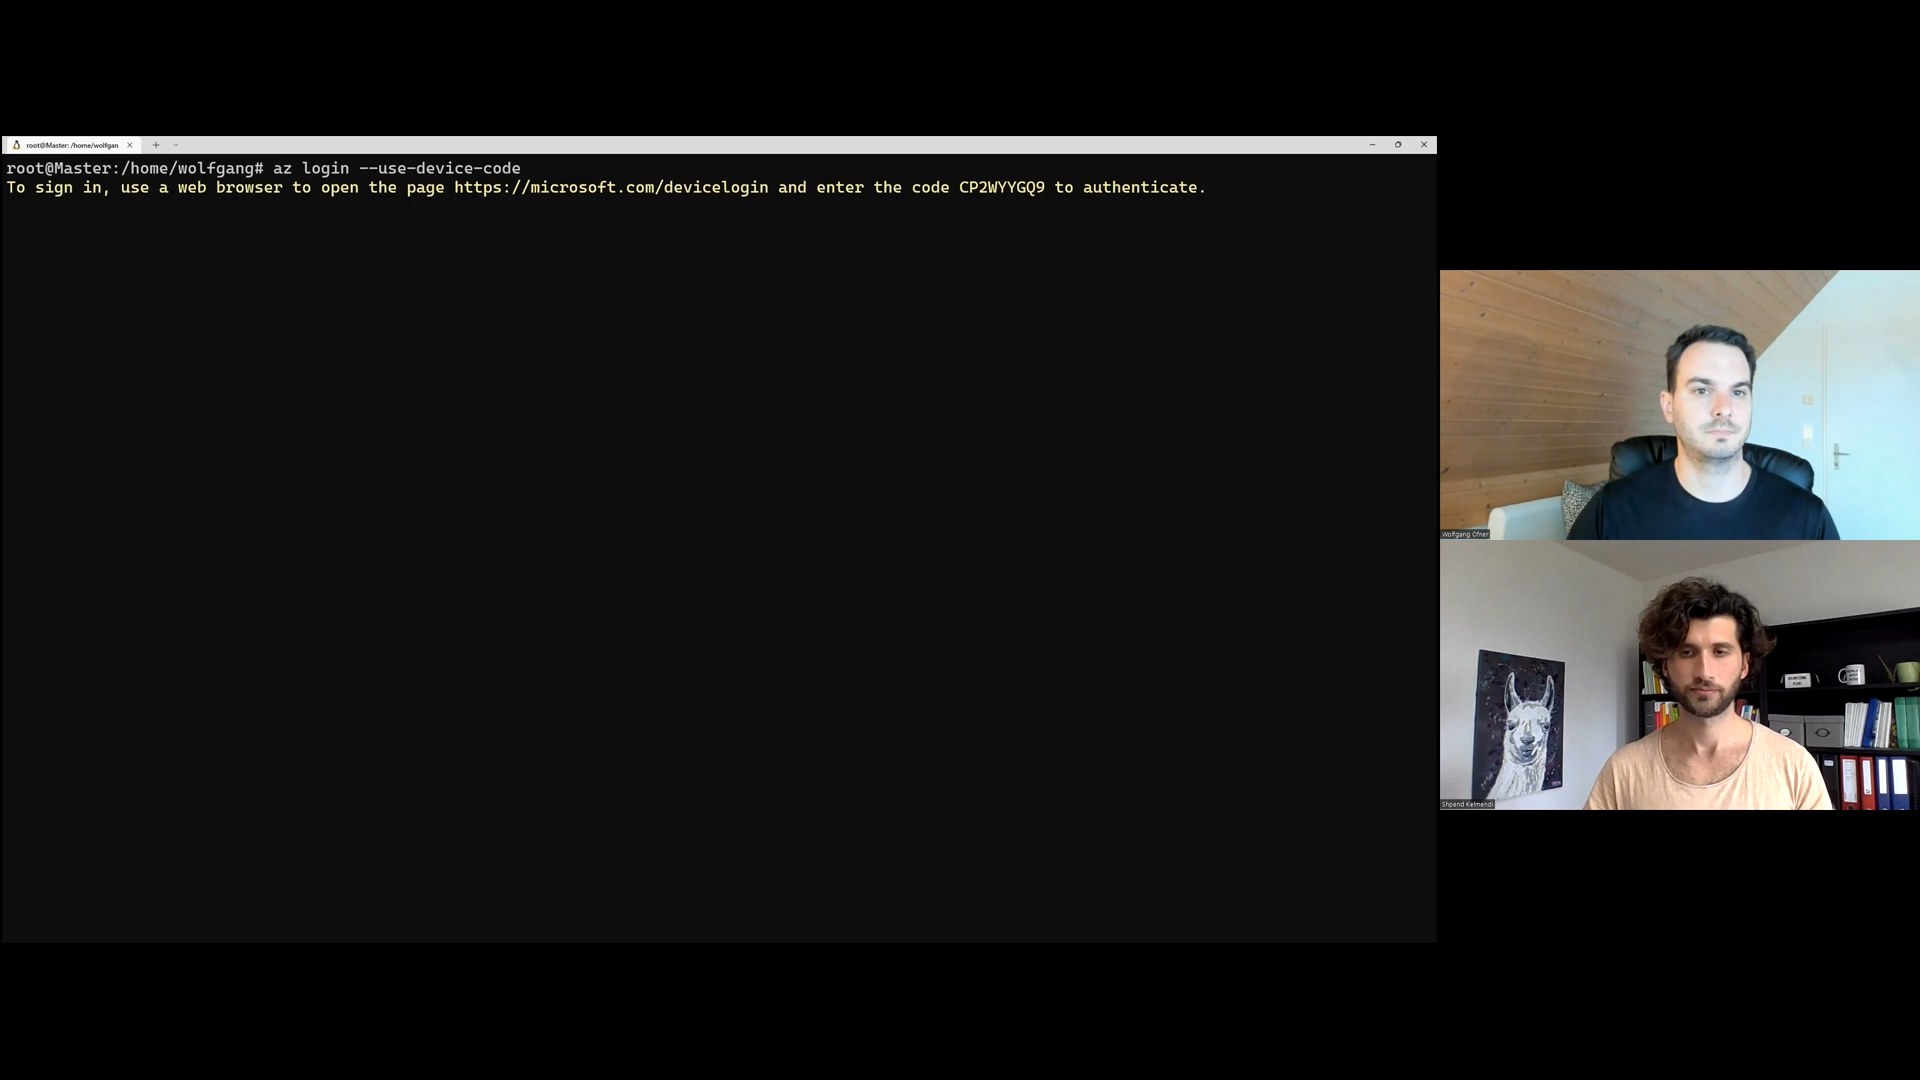 root@Master: /home/wolfgan
root@Master:/home/wolfgang# az login --use-device-code
To sign in, use a web browser to open the page https://microsoft.com/devicelogin and enter the code CP2WYYGQ9 to authenticate.
Wolfgang Ofner
Shpend Kelmendi